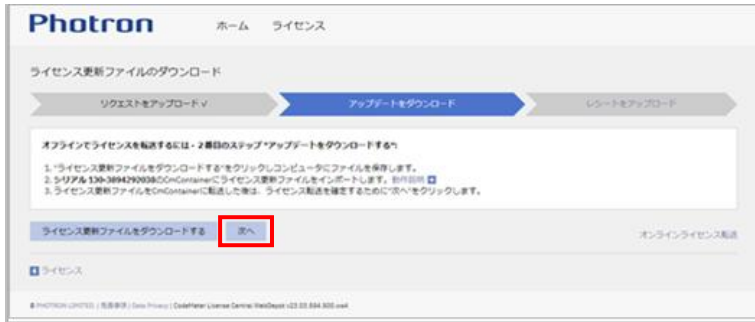 Photron ホーム ライセンス
ライセンス更新ファイルのダウンロード
リクエストをアップロード √ アップデートをダウンロード レシートをアップロード
オフラインでライセンスを転送するには - 2番目のステップ "アップデートをダウンロードする":
1. "ライセンス更新ファイルをダウンロードする"をクリックしコンピュータにファイルを保存します。
2. シリアル 130-3894292038のCmContainerにライセンス更新ファイルをインポートします。動作説明
3. ライセンス更新ファイルをCmContainerに転送した後は、ライセンス転送を確定するために"次へ"をクリックします。
ライセンス更新ファイルをダウンロードする 次へ オンラインライセンス転送
ライセンス
© PHOTRON LIMITED | 免責事項 | Data Privacy | CodeMeter License Central WebDepot